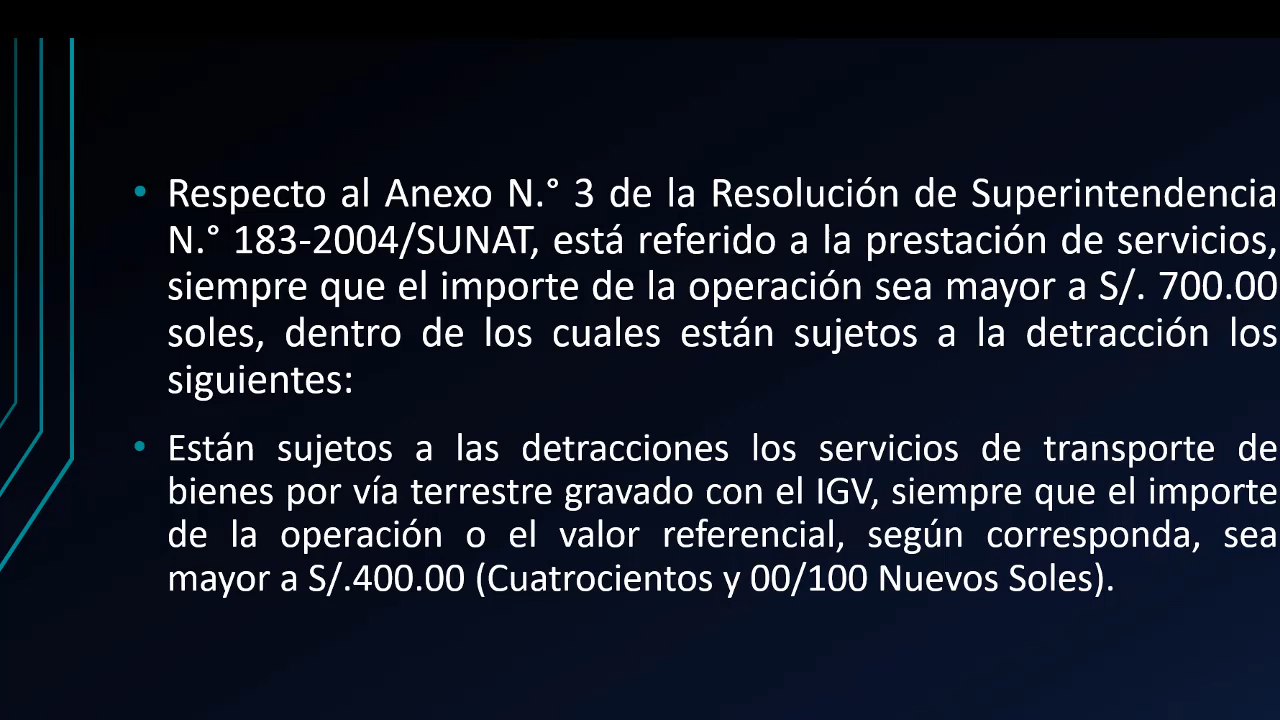 • Respecto al Anexo N.° 3 de la Resolución de Superintendencia
N.° 183-2004/SUNAT, está referido a la prestación de servicios,
siempre que el importe de la operación sea mayor a S/. 700.00
soles, dentro de los cuales están sujetos a la detracción los
siguientes:
• Están sujetos a las detracciones los servicios de transporte de
bienes por vía terrestre gravado con el IGV, siempre que el importe
de la operación o el valor referencial, según corresponda, sea
mayor a S/.400.00 (Cuatrocientos y 00/100 Nuevos Soles).